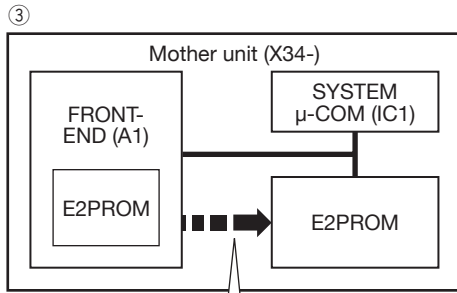 ③
Mother unit (X34-)
FRONT-
END (A1)
E2PROM
SYSTEM
µ-COM (IC1)
E2PROM